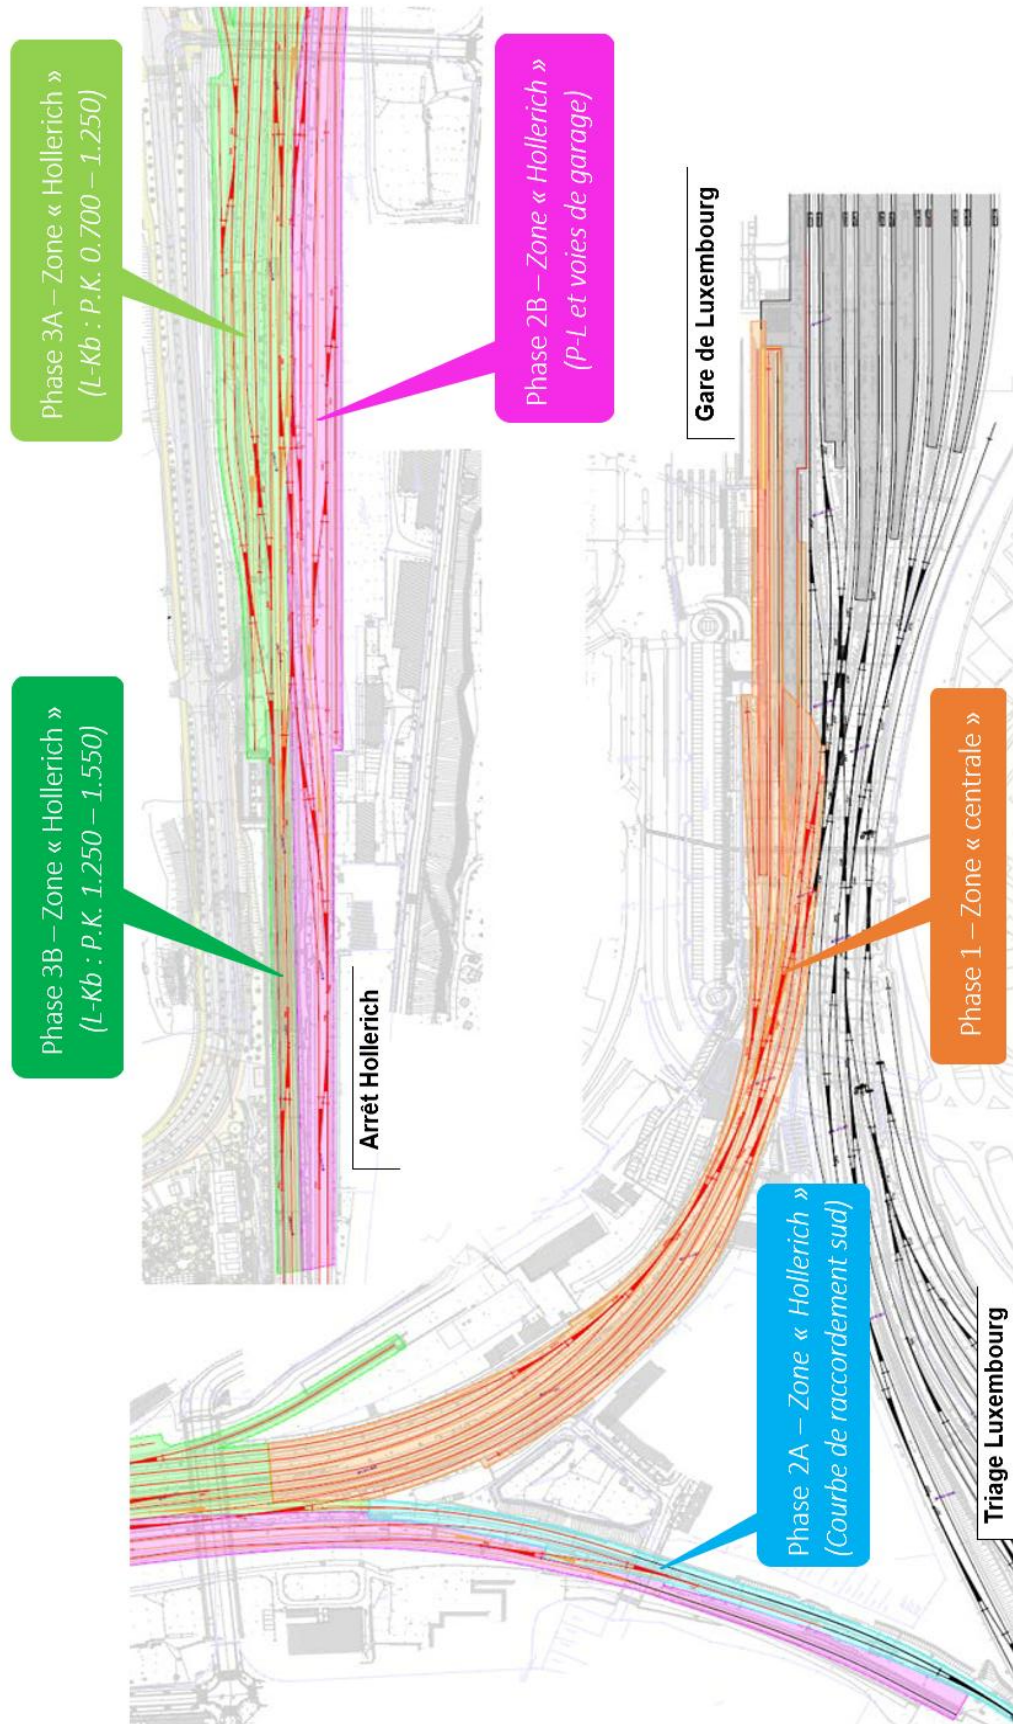 Phase 3A – Zone « Hollerich »
(L-Kb : P.K. 0.700 – 1.250)
Phase 2B – Zone « Hollerich »
(P-L et voies de garage)
Gare de Luxembourg
Phase 3B – Zone « Hollerich »
(L-Kb : P.K. 1.250 – 1.550)
Arrêt Hollerich
Phase 1 – Zone « centrale »
Phase 2A – Zone « Hollerich »
(Courbe de raccordement sud)
Triage Luxembourg